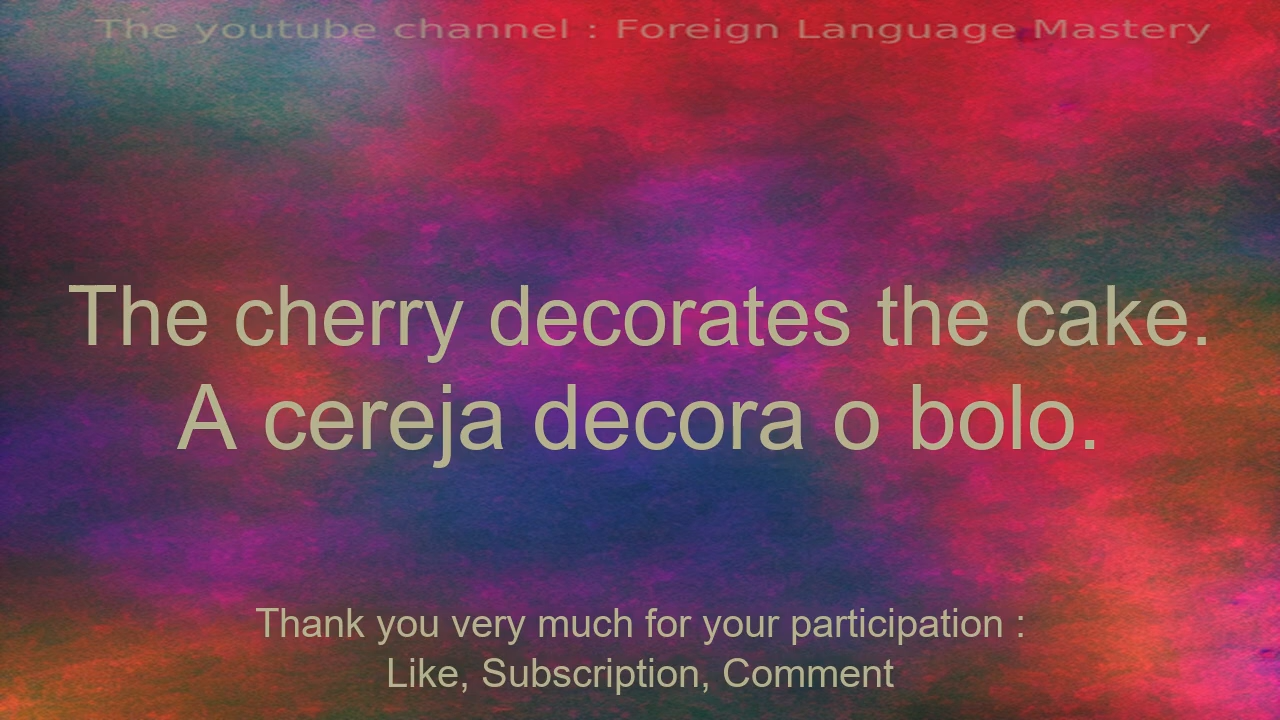 The youtube channel : Foreign Language Mastery
The cherry decorates the cake.
A cereja decora o bolo.
Thank you very much for your participation :
Like, Subscription, Comment